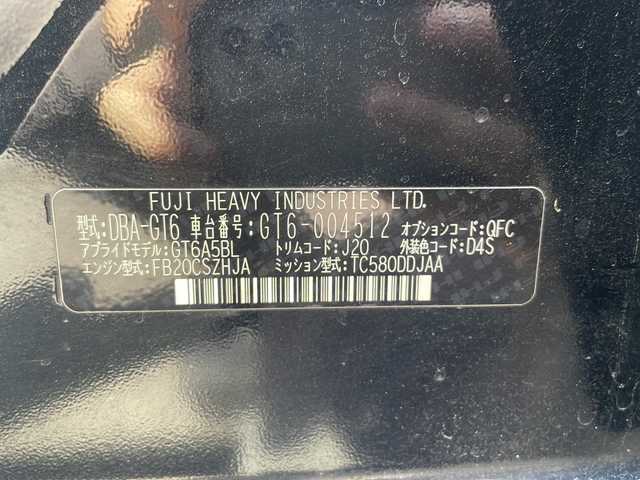 FUJI HEAVY INDUSTRIES LTD.
型式:DBA-GT6 車台番号:GT6-004512 オプションコード:QFC
アプライドモデル:GT6A5BL トリムコード:J20 外装色コード:D4S
エンジン型式:FB20CSZHJA ミッション型式:TC580DDJAA